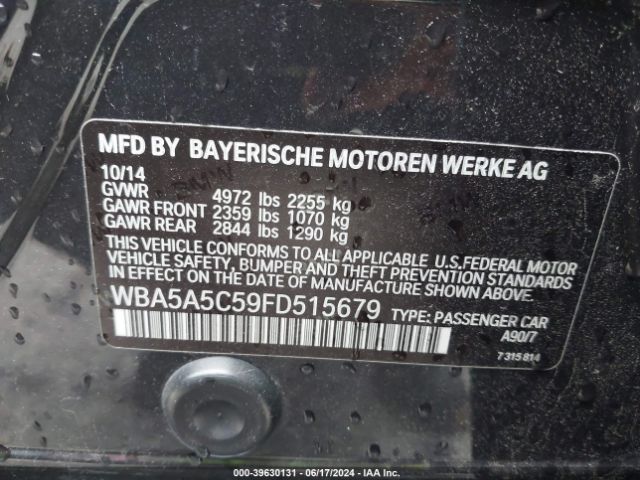 MFD BY BAYERISCHE MOTOREN WERKE AG
10/14
GVWR 4972 lbs 2255 kg
GAWR FRONT 2359 lbs 1070 kg
GAWR REAR 2844 lbs 1290 kg
THIS VEHICLE CONFORMS TO ALL APPLICABLE U.S.FEDERAL MOTOR
VEHICLE SAFETY, BUMPER AND THEFT PREVENTION STANDARDS
IN EFFECT ON THE DATE OF MANUFACTURE SHOWN ABOVE.
WBA5A5C59FD515679 TYPE: PASSENGER CAR
A90/7
7315814
000-39630131 - 06/17/2024 - IAA Inc.